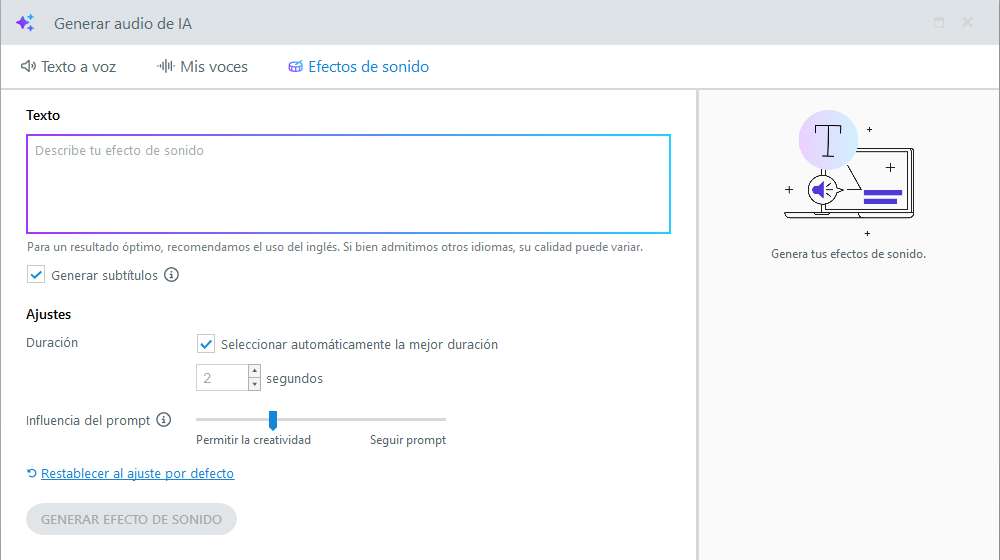 Generar audio de IA
Texto a voz
Mis voces
Efectos de sonido
Texto
Describe tu efecto de sonido
Para un resultado óptimo, recomendamos el uso del inglés. Si bien admitimos otros idiomas, su calidad puede variar.
Generar subtítulos
Ajustes
Duración
Seleccionar automáticamente la mejor duración
2 segundos
Influencia del prompt
Permitir la creatividad
Seguir prompt
Restablecer al ajuste por defecto
GENERAR EFECTO DE SONIDO
T
Genera tus efectos de sonido.